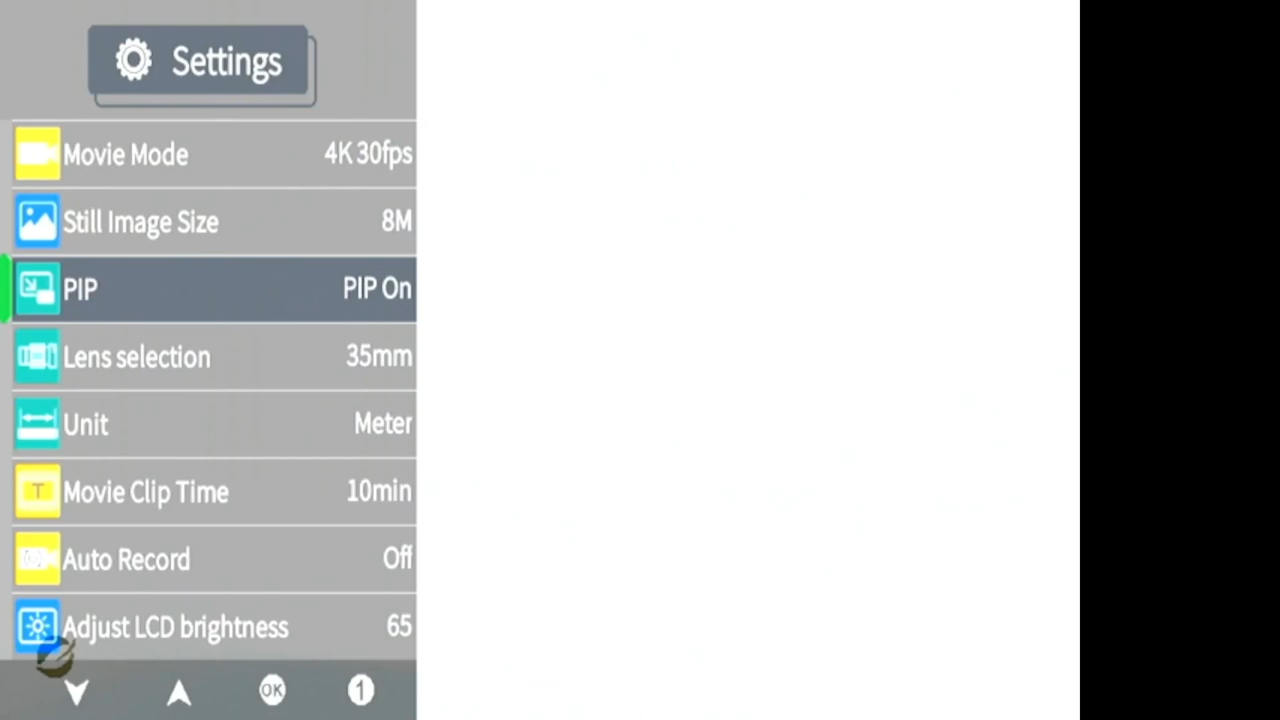 Settings
Movie Mode 4K 30fps
Still Image Size 8M
PIP PIP On
Lens selection 35mm
Unit Meter
T Movie Clip Time 10min
Auto Record Off
Adjust LCD brightness 65
OK 1